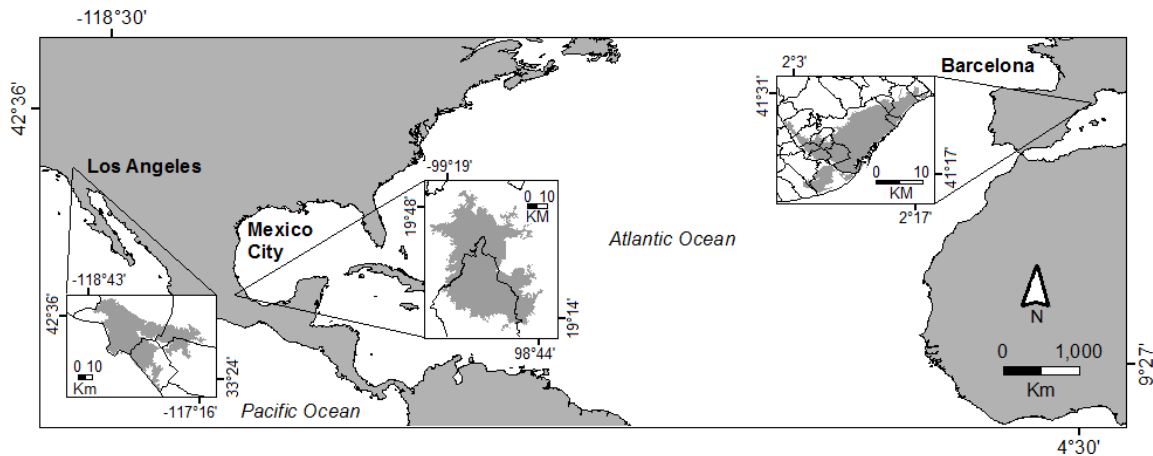 -118°30'
42°36'
Los Angeles
-118°43'
42°36'
0 10
Km
33°24'
-117°16'
Pacific Ocean
Mexico
City
-99°19'
19°48'
0 10
KM
19°14'
98°44'
Atlantic Ocean
Barcelona
2°3'
41°31'
0 10
KM
41°17'
2°17'
N
0 1,000
Km
9°27'
4°30'